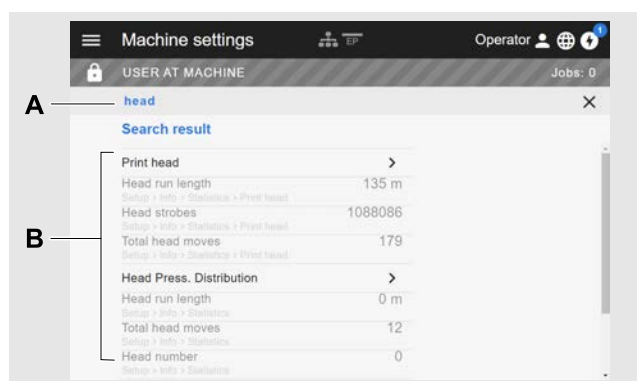 Machine settings EP Operator 1
USER AT MACHINE Jobs: 0
A head
Search result
B
Print head
Head run length 135 m
Setup > Info > Statistics > Print head
Head strobes 1088086
Setup > Info > Statistics > Print head
Total head moves 179
Setup > Info > Statistics > Print head
Head Press. Distribution
Head run length 0 m
Setup > Info > Statistics
Total head moves 12
Setup > Info > Statistics
Head number 0
Setup > Info > Statistics